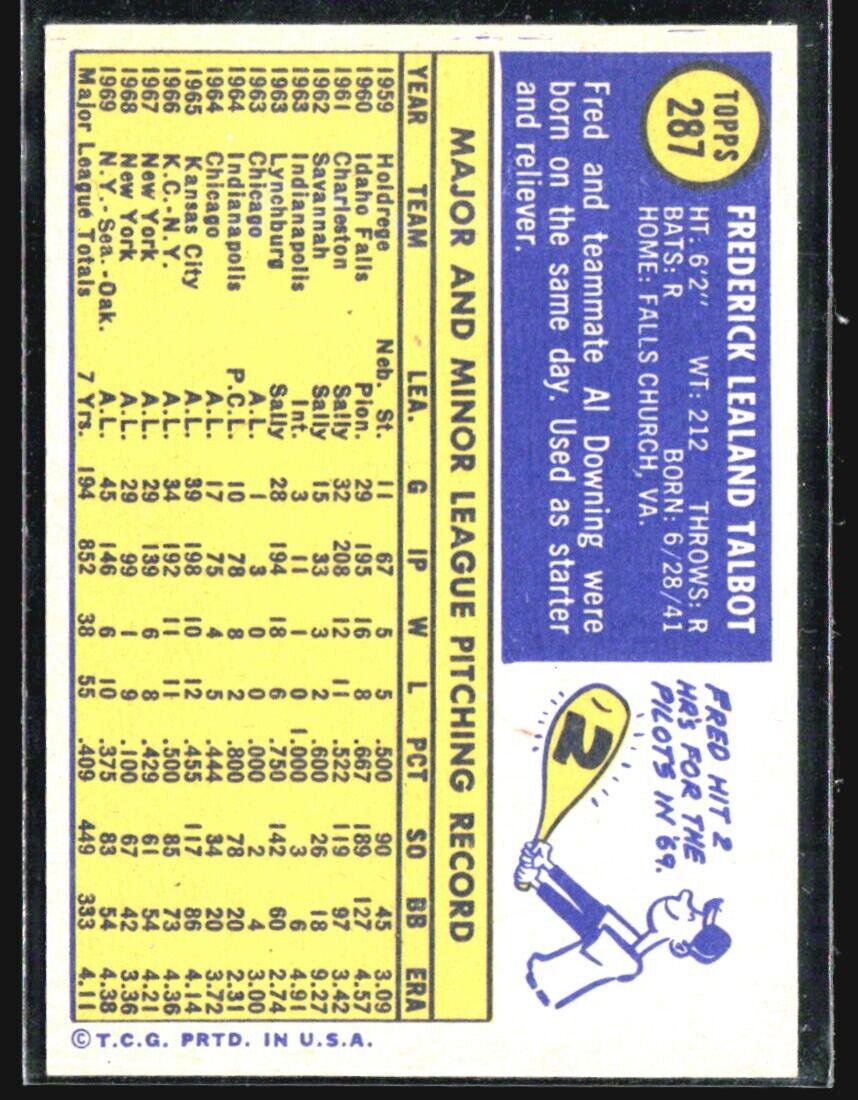 TOPPS
287
FREDERICK LEALAND TALBOT
HT: 6'2" WT: 212 THROWS: R
BATS: R BORN: 6/28/41
HOME: FALLS CHURCH, VA.
Fred and teammate Al Downing were
born on the same day. Used as starter
and reliever.
FRED HIT 2
HR'S FOR THE
PILOTS IN '69.
2
MAJOR AND MINOR LEAGUE PITCHING RECORD
YEAR TEAM LEA. G IP W L PCT SO BB ERA
1959 Holdrege Neb. St. 11 67 5 5 .500 90 45 3.09
1960 Idaho Falls Pion. 29 195 16 8 .667 189 127 4.57
1961 Charleston Sally 32 208 12 11 .522 119 97 3.42
1962 Savannah Sally 15 33 3 2 .600 26 18 9.27
1963 Indianapolis Int. 3 11 1 0 1.000 3 6 4.91
1963 Lynchburg Sally 28 194 18 6 .750 142 60 2.74
1963 Chicago A.L. 1 3 0 0 .000 2 4 3.00
1964 Indianapolis P.C.L. 10 78 8 2 .800 78 20 2.31
1964 Chicago A.L. 17 75 4 5 .444 34 20 3.72
1965 Kansas City A.L. 39 198 10 12 .455 117 86 4.14
1966 K.C.-N.Y. A.L. 34 192 11 11 .500 85 73 4.36
1967 New York A.L. 29 139 6 8 .429 61 54 4.21
1968 New York A.L. 29 99 1 9 .100 67 42 3.36
1969 N.Y.-Sea.-Oak. A.L. 45 146 6 10 .375 83 54 4.38
Major League Totals 7 Yrs. 194 852 38 55 .409 449 333 4.11
© T.C.G. PRTD. IN U.S.A.